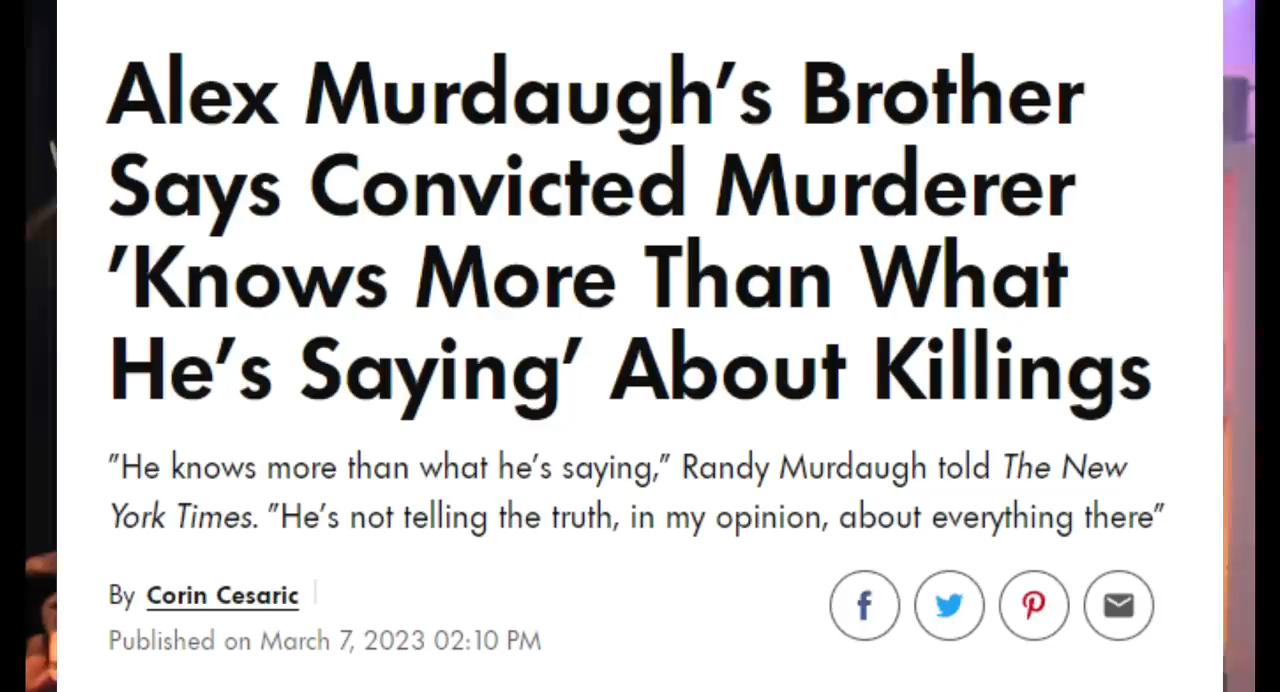 Alex Murdaugh's Brother
Says Convicted Murderer
'Knows More Than What
He's Saying' About Killings
"He knows more than what he's saying," Randy Murdaugh told The New
York Times. "He's not telling the truth, in my opinion, about everything there"
By Corin Cesaric
Published on March 7, 2023 02:10 PM